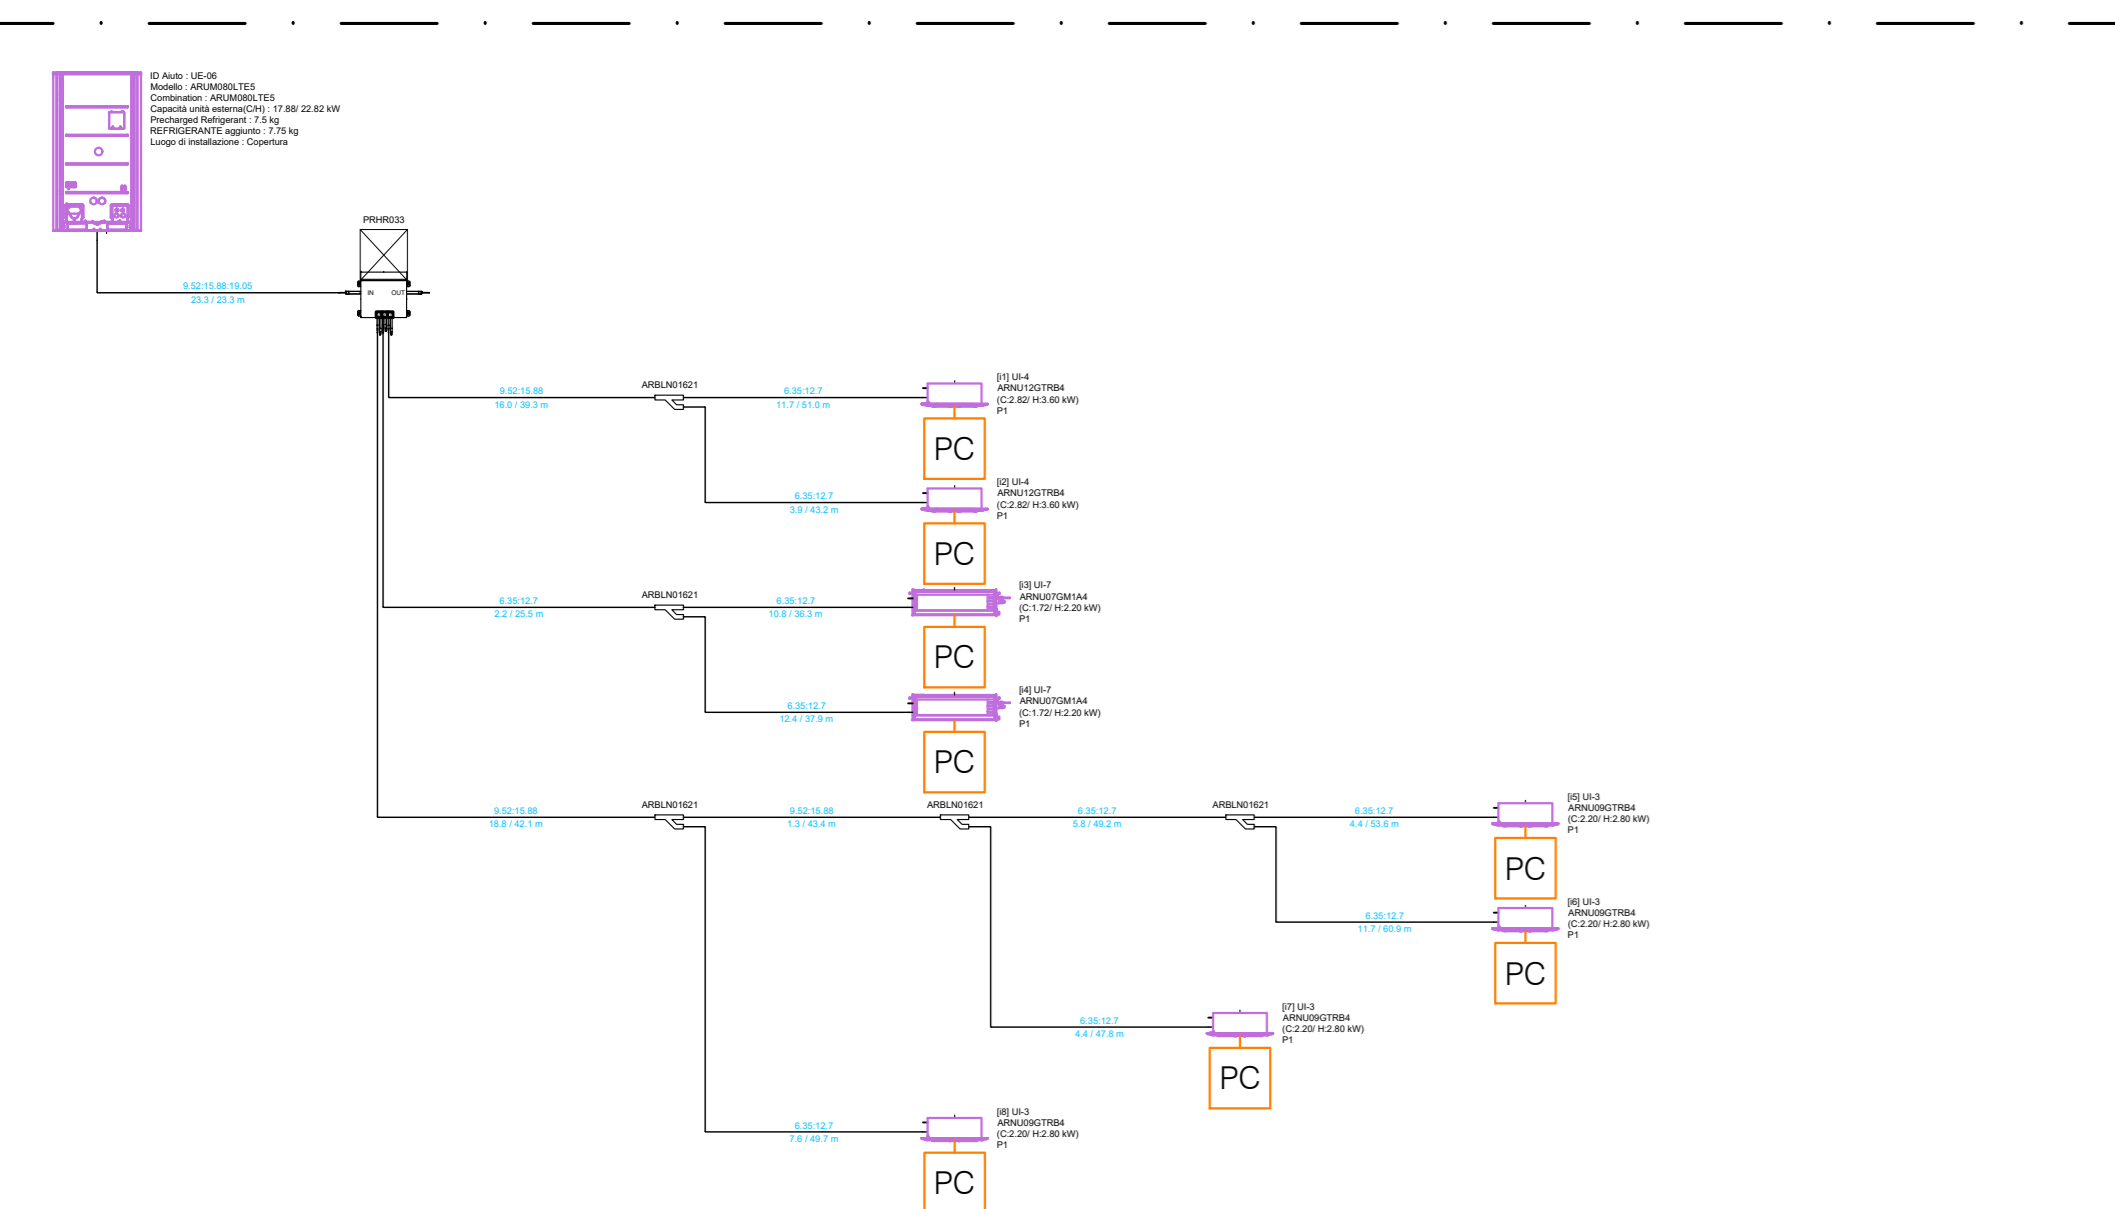 ID Aiuto : UE-06
Modello : ARUM080LTE5
Combination : ARUM080LTE5
Capacità unità esterna(C/H) : 17.88/ 22.82 kW
Precharged Refrigerant : 7.5 kg
REFRIGERANTE aggiunto : 7.75 kg
Luogo di installazione : Copertura
PRHR033
9.52:15.88:19.05
23.3 / 23.3 m
IN OUT
9.52:15.88
16.0 / 39.3 m
ARBLN01621
6.35:12.7
11.7 / 51.0 m
[i1] UI-4
ARNU12GTRB4
(C:2.82/ H:3.60 kW)
P1
PC
6.35:12.7
3.9 / 43.2 m
[i2] UI-4
ARNU12GTRB4
(C:2.82/ H:3.60 kW)
P1
PC
6.35:12.7
2.2 / 25.5 m
ARBLN01621
6.35:12.7
10.8 / 36.3 m
[i3] UI-7
ARNU07GM1A4
(C:1.72/ H:2.20 kW)
P1
PC
6.35:12.7
12.4 / 37.9 m
[i4] UI-7
ARNU07GM1A4
(C:1.72/ H:2.20 kW)
P1
PC
9.52:15.88
18.8 / 42.1 m
ARBLN01621
9.52:15.88
1.3 / 43.4 m
ARBLN01621
6.35:12.7
5.8 / 49.2 m
ARBLN01621
6.35:12.7
4.4 / 53.6 m
[i5] UI-3
ARNU09GTRB4
(C:2.20/ H:2.80 kW)
P1
PC
6.35:12.7
11.7 / 60.9 m
[i6] UI-3
ARNU09GTRB4
(C:2.20/ H:2.80 kW)
P1
PC
6.35:12.7
4.4 / 47.8 m
[i7] UI-3
ARNU09GTRB4
(C:2.20/ H:2.80 kW)
P1
PC
6.35:12.7
7.6 / 49.7 m
[i8] UI-3
ARNU09GTRB4
(C:2.20/ H:2.80 kW)
P1
PC